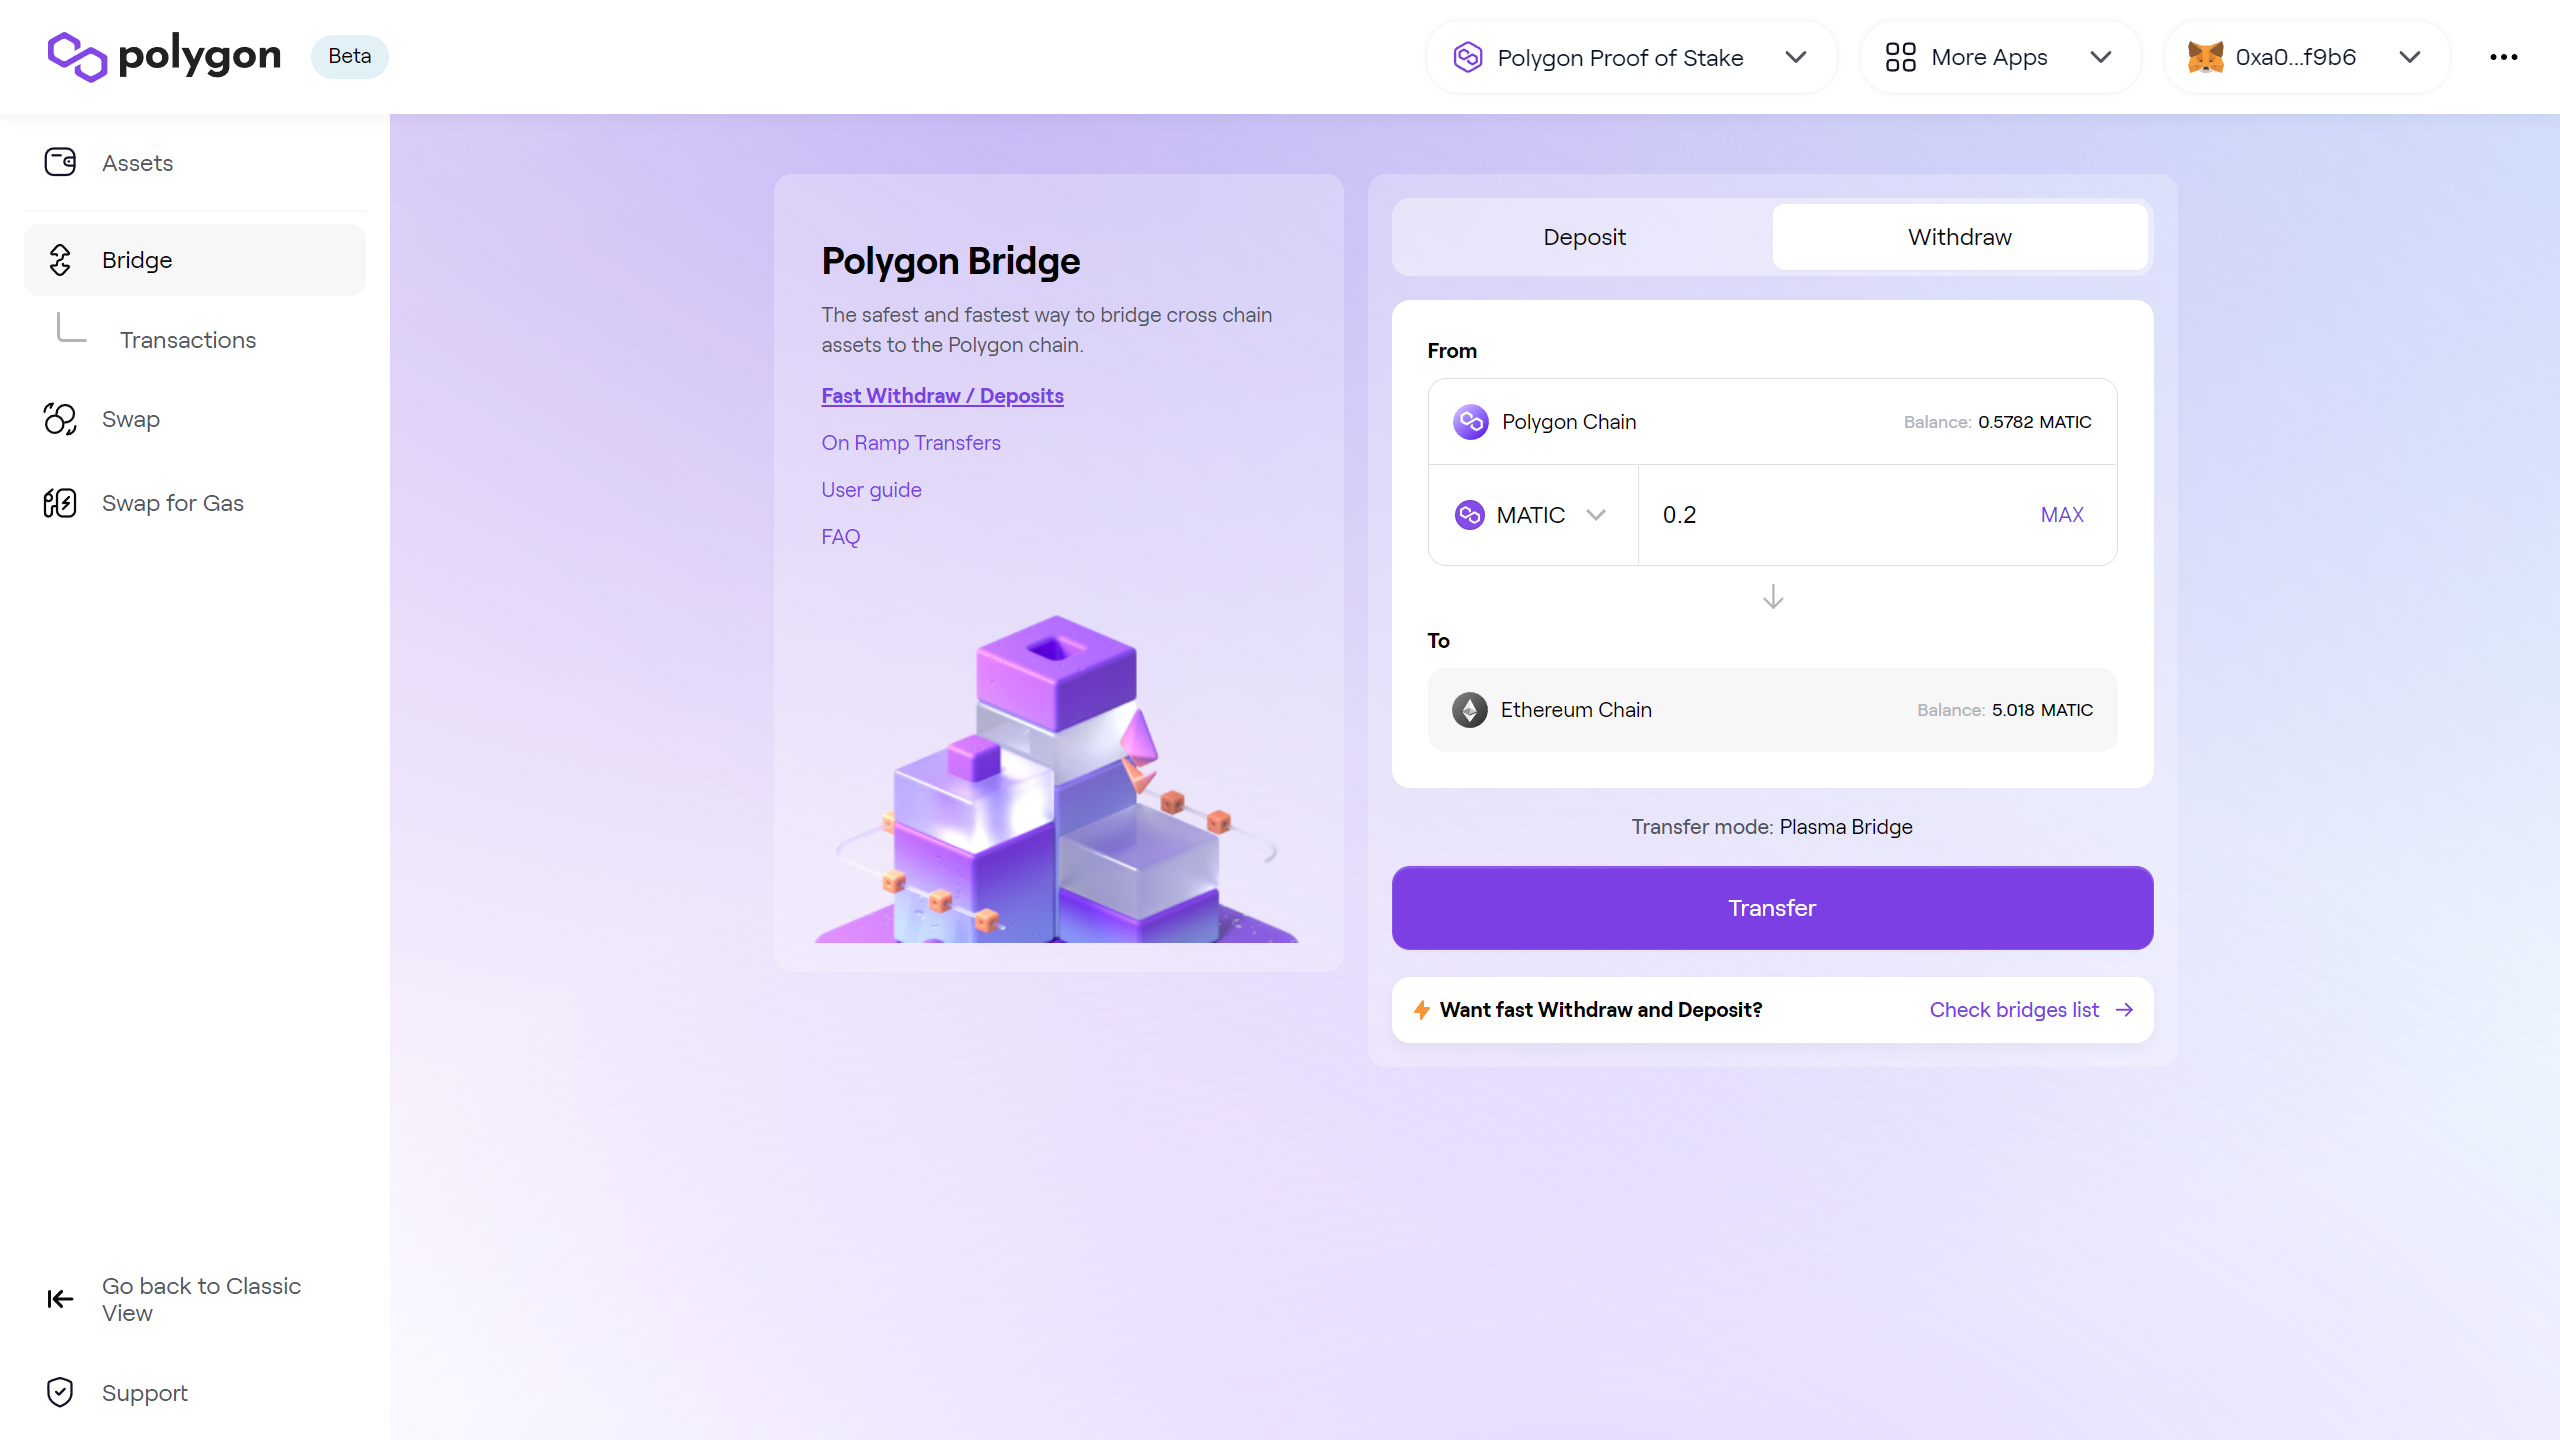 polygon Beta
Polygon Proof of Stake
More Apps
0xa0...f9b6
Assets
Bridge
Transactions
Swap
Swap for Gas
Go back to Classic
View
Support
Polygon Bridge
The safest and fastest way to bridge cross chain
assets to the Polygon chain.
Fast Withdraw / Deposits
On Ramp Transfers
User guide
FAQ
Deposit Withdraw
From
Polygon Chain Balance: 0.5782 MATIC
MATIC 0.2 MAX
To
Ethereum Chain Balance: 5.018 MATIC
Transfer mode: Plasma Bridge
Transfer
Want fast Withdraw and Deposit? Check bridges list